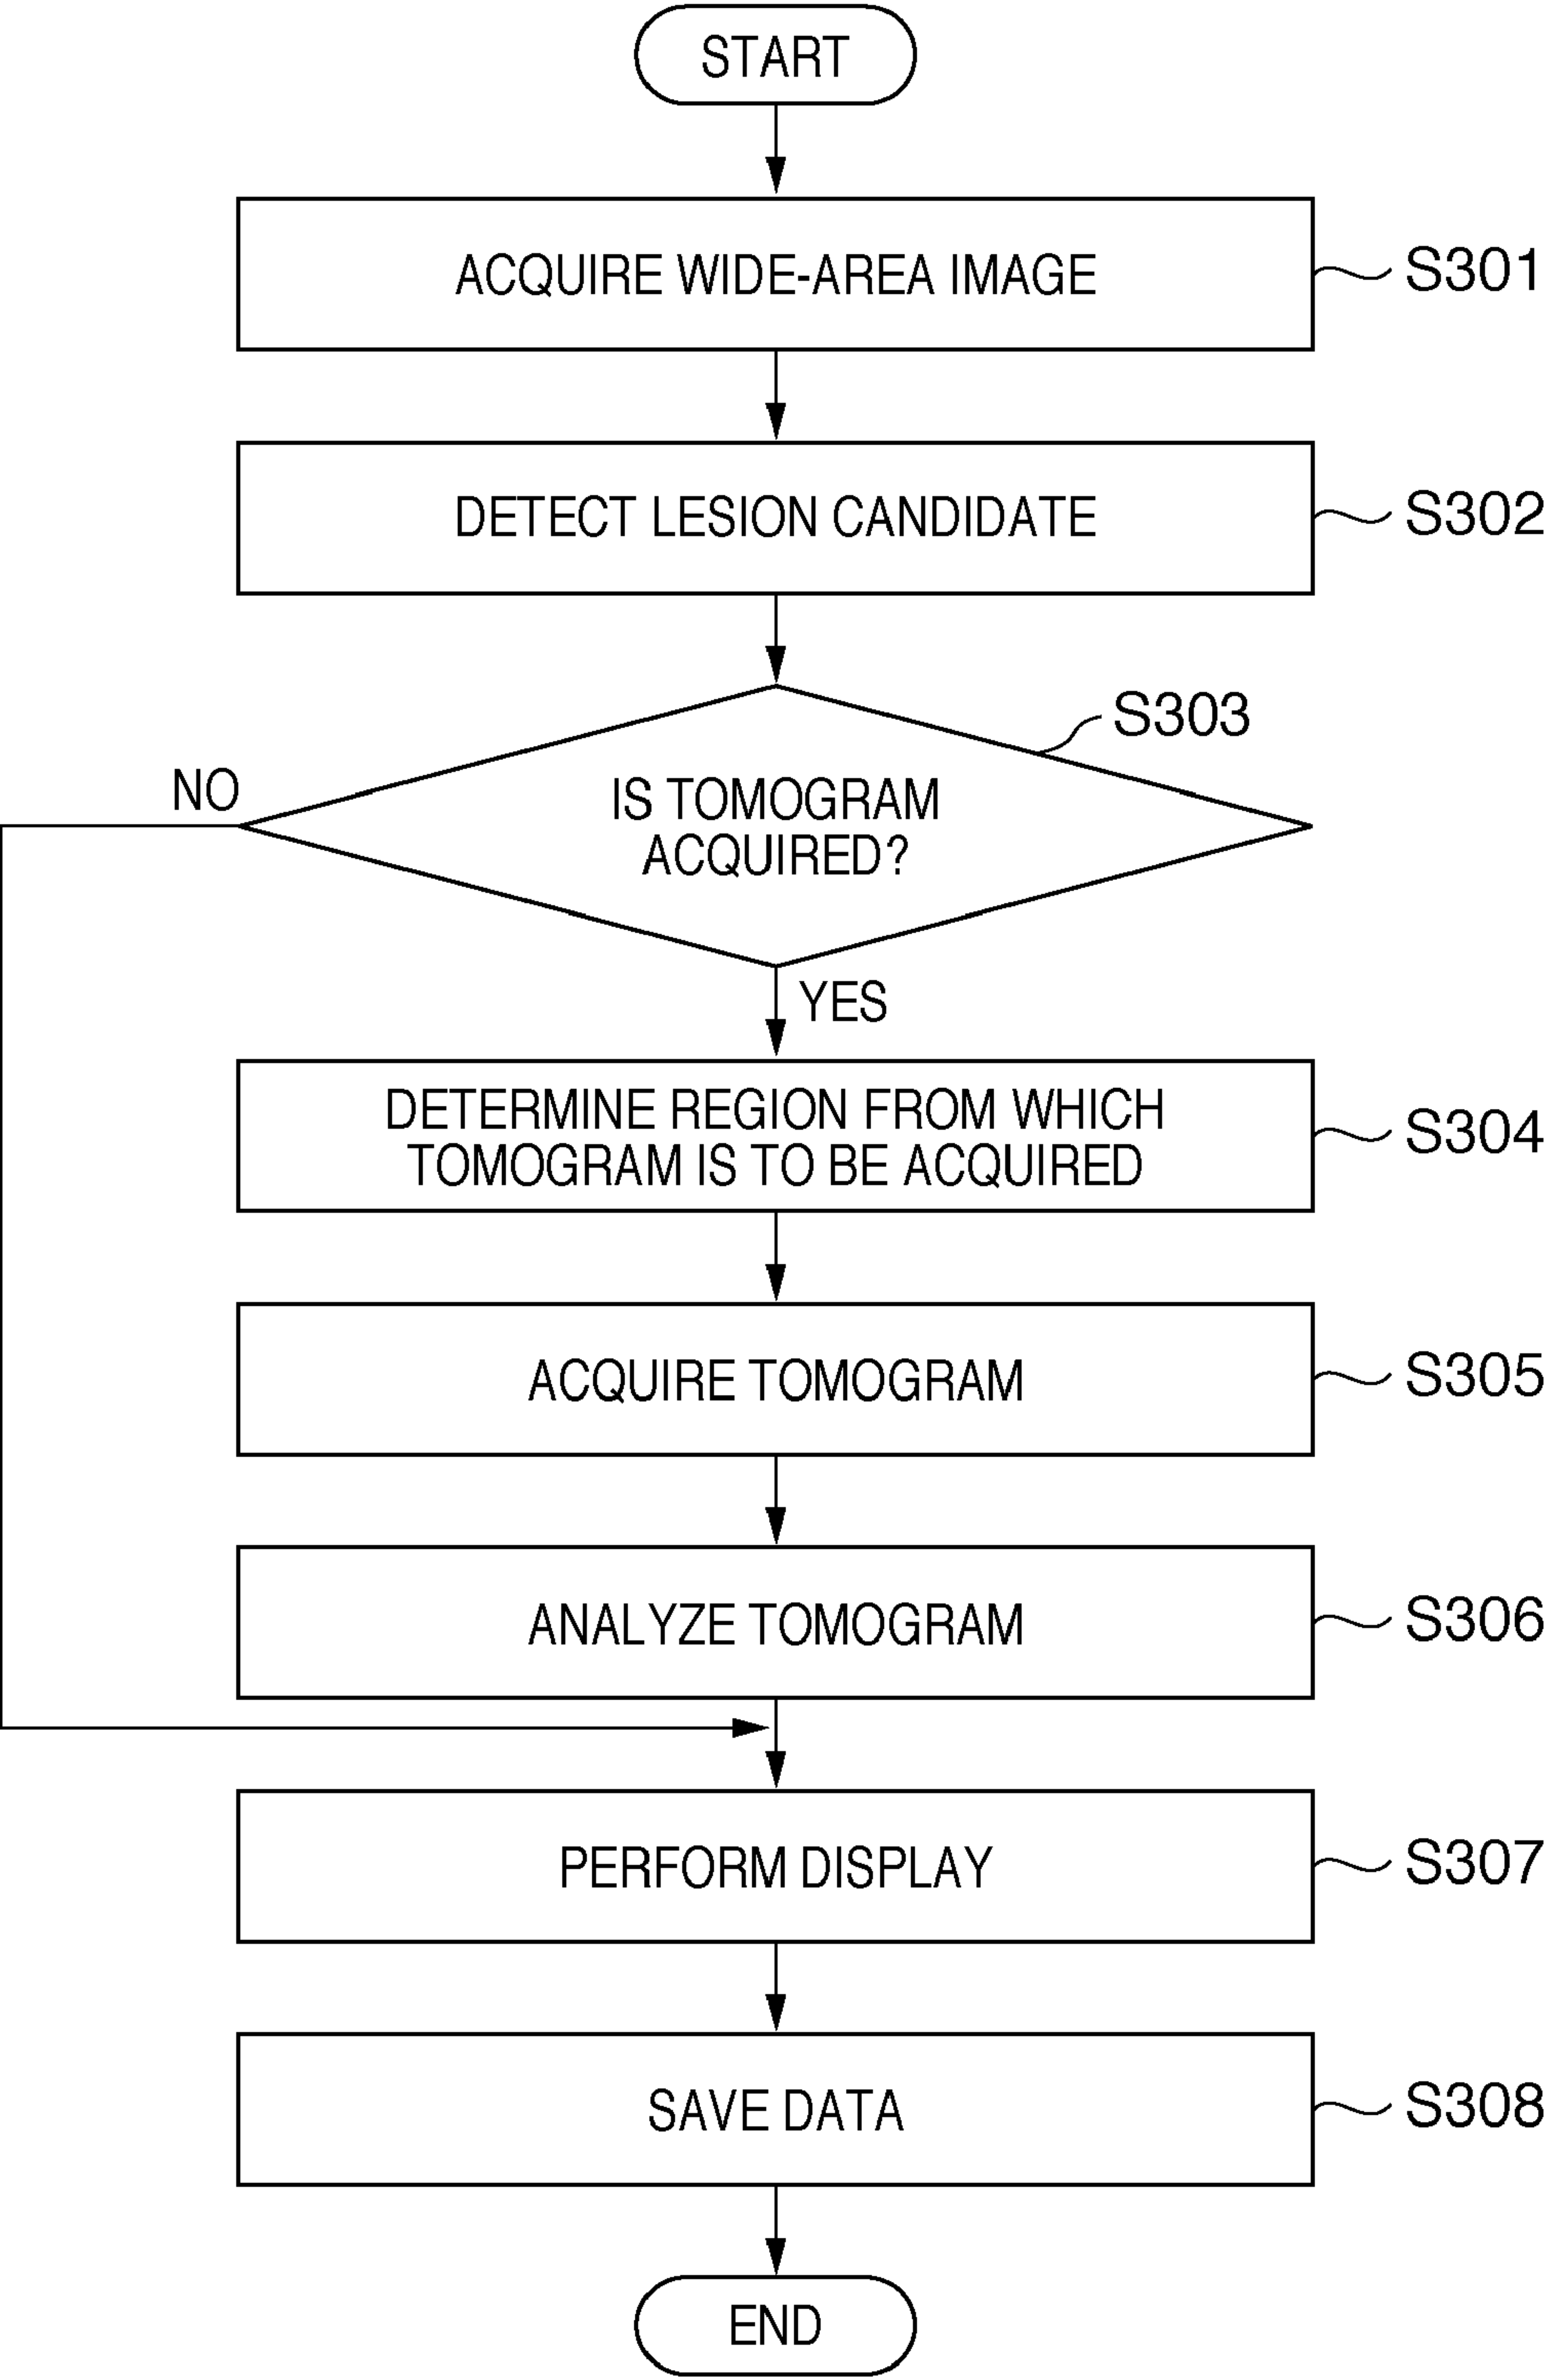 START
ACQUIRE WIDE-AREA IMAGE
S301
DETECT LESION CANDIDATE
S302
S303
NO
IS TOMOGRAM
ACQUIRED?
YES
DETERMINE REGION FROM WHICH
TOMOGRAM IS TO BE ACQUIRED
S304
ACQUIRE TOMOGRAM
S305
ANALYZE TOMOGRAM
S306
PERFORM DISPLAY
S307
SAVE DATA
S308
END